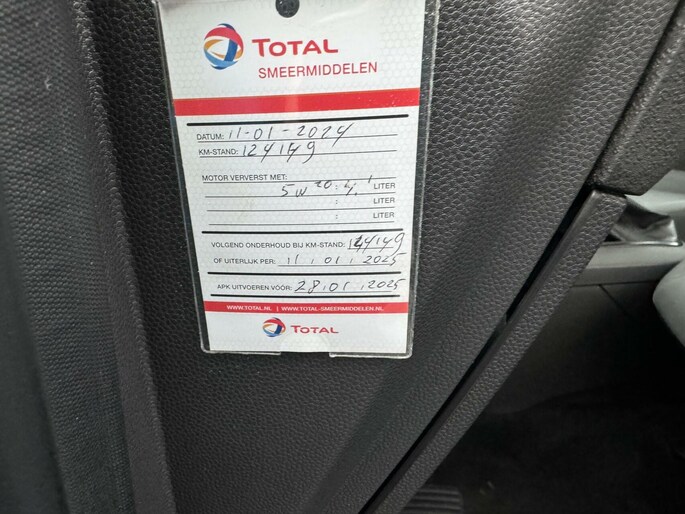 TOTAL
SMEERMIDDELEN
DATUM: 11-01-2024
KM-STAND: 124149
MOTOR VERVERST MET:
5W20: 4,1 LITER
: LITER
: LITER
VOLGEND ONDERHOUD BIJ KM-STAND: 144149
OF UITERLIJK PER: 11.01.2025
APK UITVOEREN VÓÓR: 28.01.2025
WWW.TOTAL.NL | WWW.TOTAL-SMEERMIDDELEN.NL
TOTAL